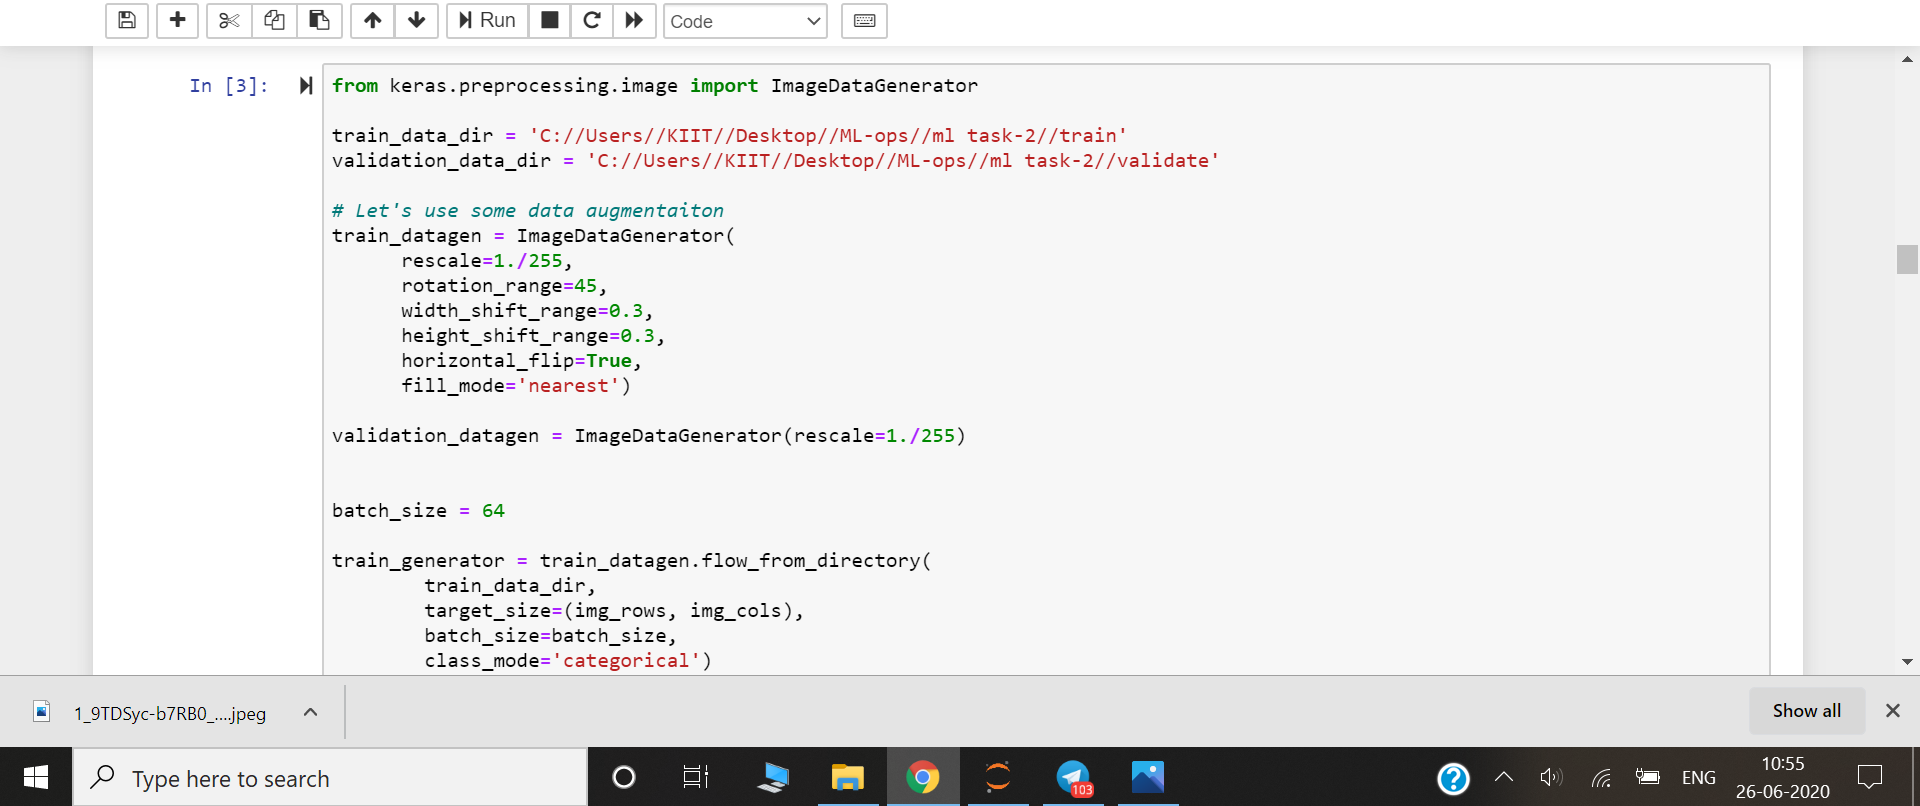 Run
Code
In [3]:
from keras.preprocessing.image import ImageDataGenerator
train_data_dir = 'C://Users//KIIT//Desktop//ML-ops//ml task-2//train'
validation_data_dir = 'C://Users//KIIT//Desktop//ML-ops//ml task-2//validate'
# Let's use some data augmentaiton
train_datagen = ImageDataGenerator(
rescale=1./255,
rotation_range=45,
width_shift_range=0.3,
height_shift_range=0.3,
horizontal_flip=True,
fill_mode='nearest')
validation_datagen = ImageDataGenerator(rescale=1./255)
batch_size = 64
train_generator = train_datagen.flow_from_directory(
train_data_dir,
target_size=(img_rows, img_cols),
batch_size=batch_size,
class_mode='categorical')
1_9TDSyc-b7RB0_....jpeg
Show all
Type here to search
103
ENG
10:55
26-06-2020